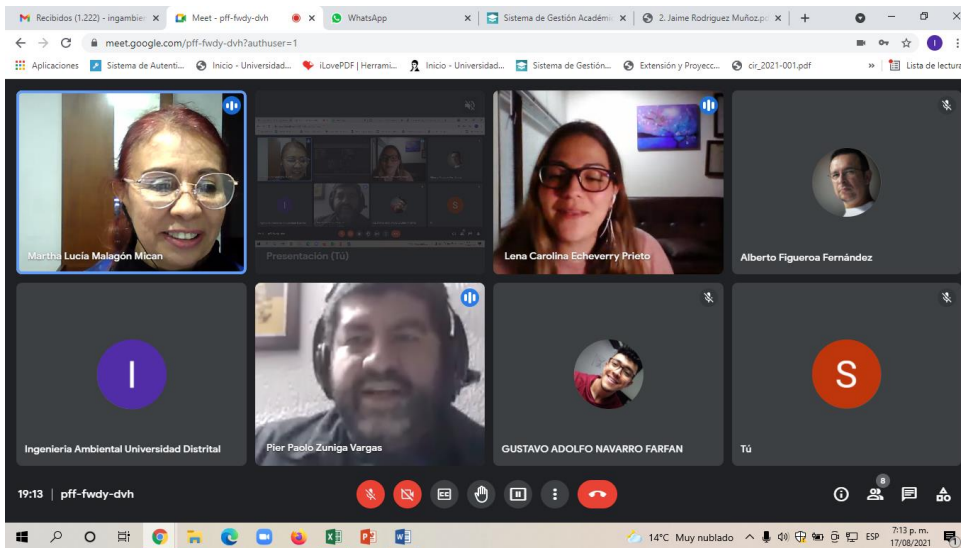 Recibidos (1.222) - ingambien
Meet - pff-fwdy-dvh
WhatsApp
Sistema de Gestión Académic
2. Jaime Rodriguez Muñoz.p
meet.google.com/pff-fwdy-dvh?authuser=1
Aplicaciones
Sistema de Autenti...
Inicio - Universidad...
iLovePDF | Herrami...
Inicio - Universidad...
Sistema de Gestión...
Extensión y Proyecc...
cir_2021-001.pdf
»
Lista de lectura
Martha Lucía Malagón Mican
Presentación (Tú)
Lena Carolina Echeverry Prieto
Alberto Figueroa Fernández
I
Ingenieria Ambiental Universidad Distrital
Pier Paolo Zuniga Vargas
GUSTAVO ADOLFO NAVARRO FARFAN
S
Tú
19:13 | pff-fwdy-dvh
8
14°C Muy nublado
ESP
7:13 p. m.
17/08/2021